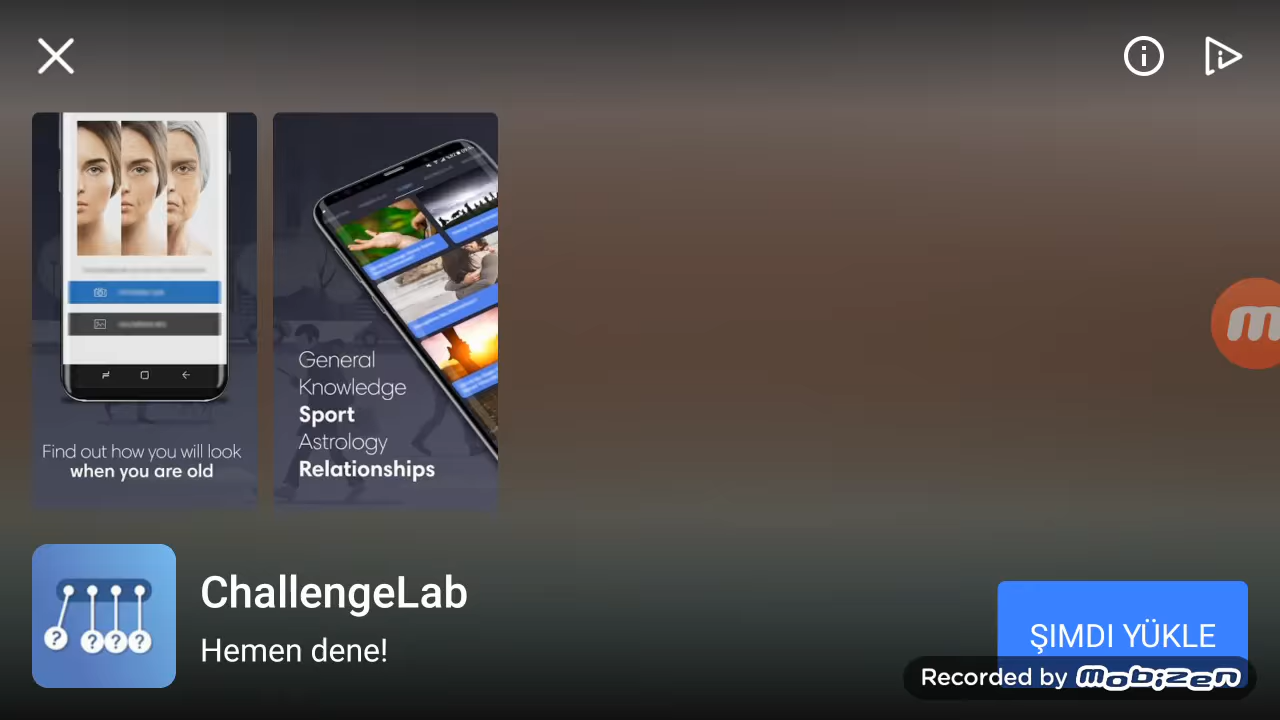 Find out how you will look
when you are old
General
Knowledge
Sport
Astrology
Relationships
ChallengeLab
Hemen dene!
ŞIMDI YÜKLE
Recorded by mobizen